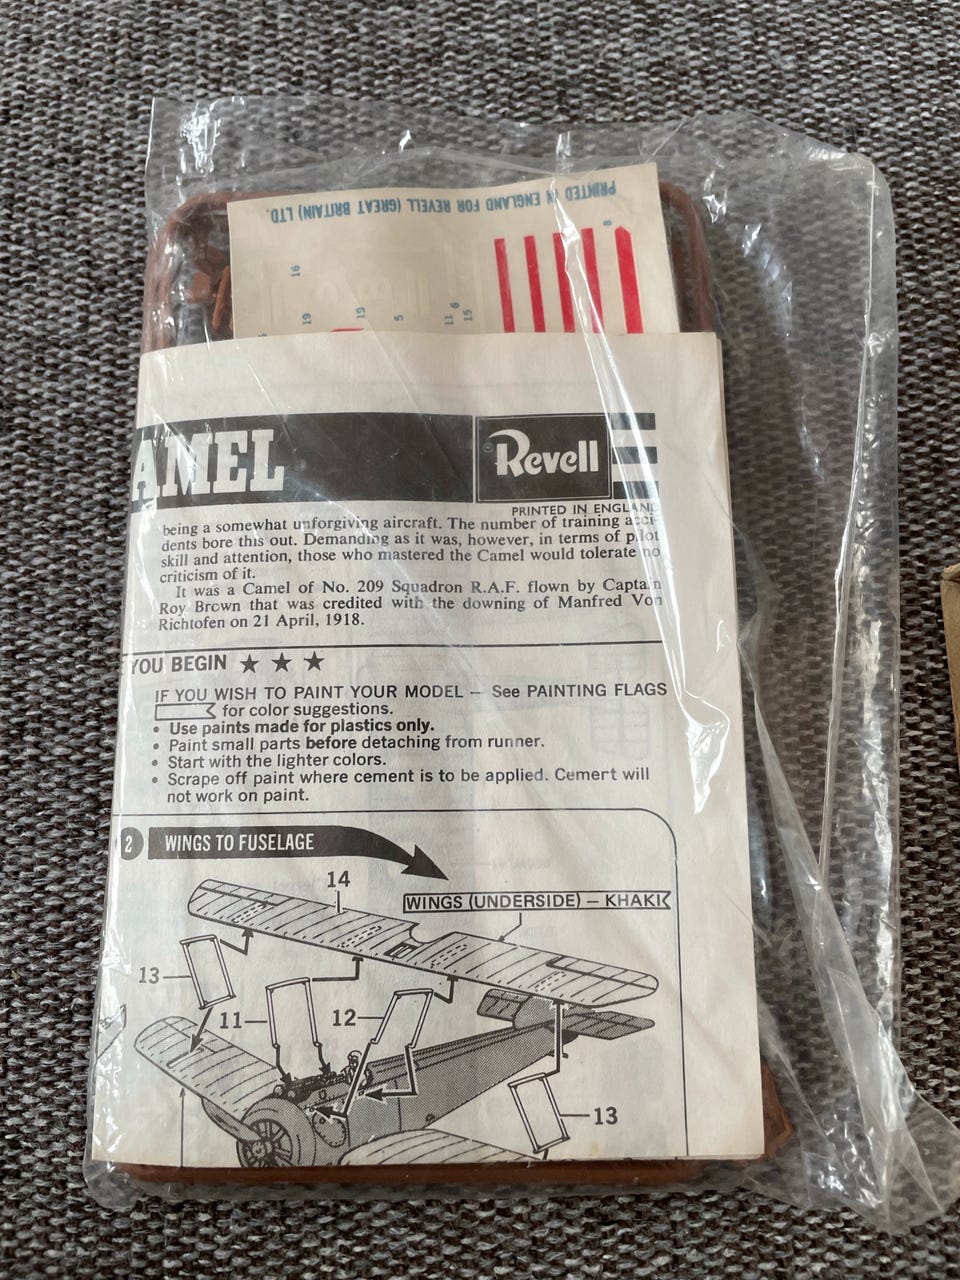 PRINTED IN ENGLAND FOR REVELL (GREAT BRITAIN) LTD.
8
16
19
15
5
11
6
15
AMEL
Revell
PRINTED IN ENGLAND
being a somewhat unforgiving aircraft. The number of training acci-
dents bore this out. Demanding as it was, however, in terms of pilot
skill and attention, those who mastered the Camel would tolerate no
criticism of it.
It was a Camel of No. 209 Squadron R.A.F. flown by Captain
Roy Brown that was credited with the downing of Manfred Von
Richtofen on 21 April, 1918.
YOU BEGIN ★ ★ ★
IF YOU WISH TO PAINT YOUR MODEL – See PAINTING FLAGS
for color suggestions.
• Use paints made for plastics only.
• Paint small parts before detaching from runner.
• Start with the lighter colors.
• Scrape off paint where cement is to be applied. Cement will
not work on paint.
2 WINGS TO FUSELAGE
14
WINGS (UNDERSIDE) – KHAKI
13
11
12
13